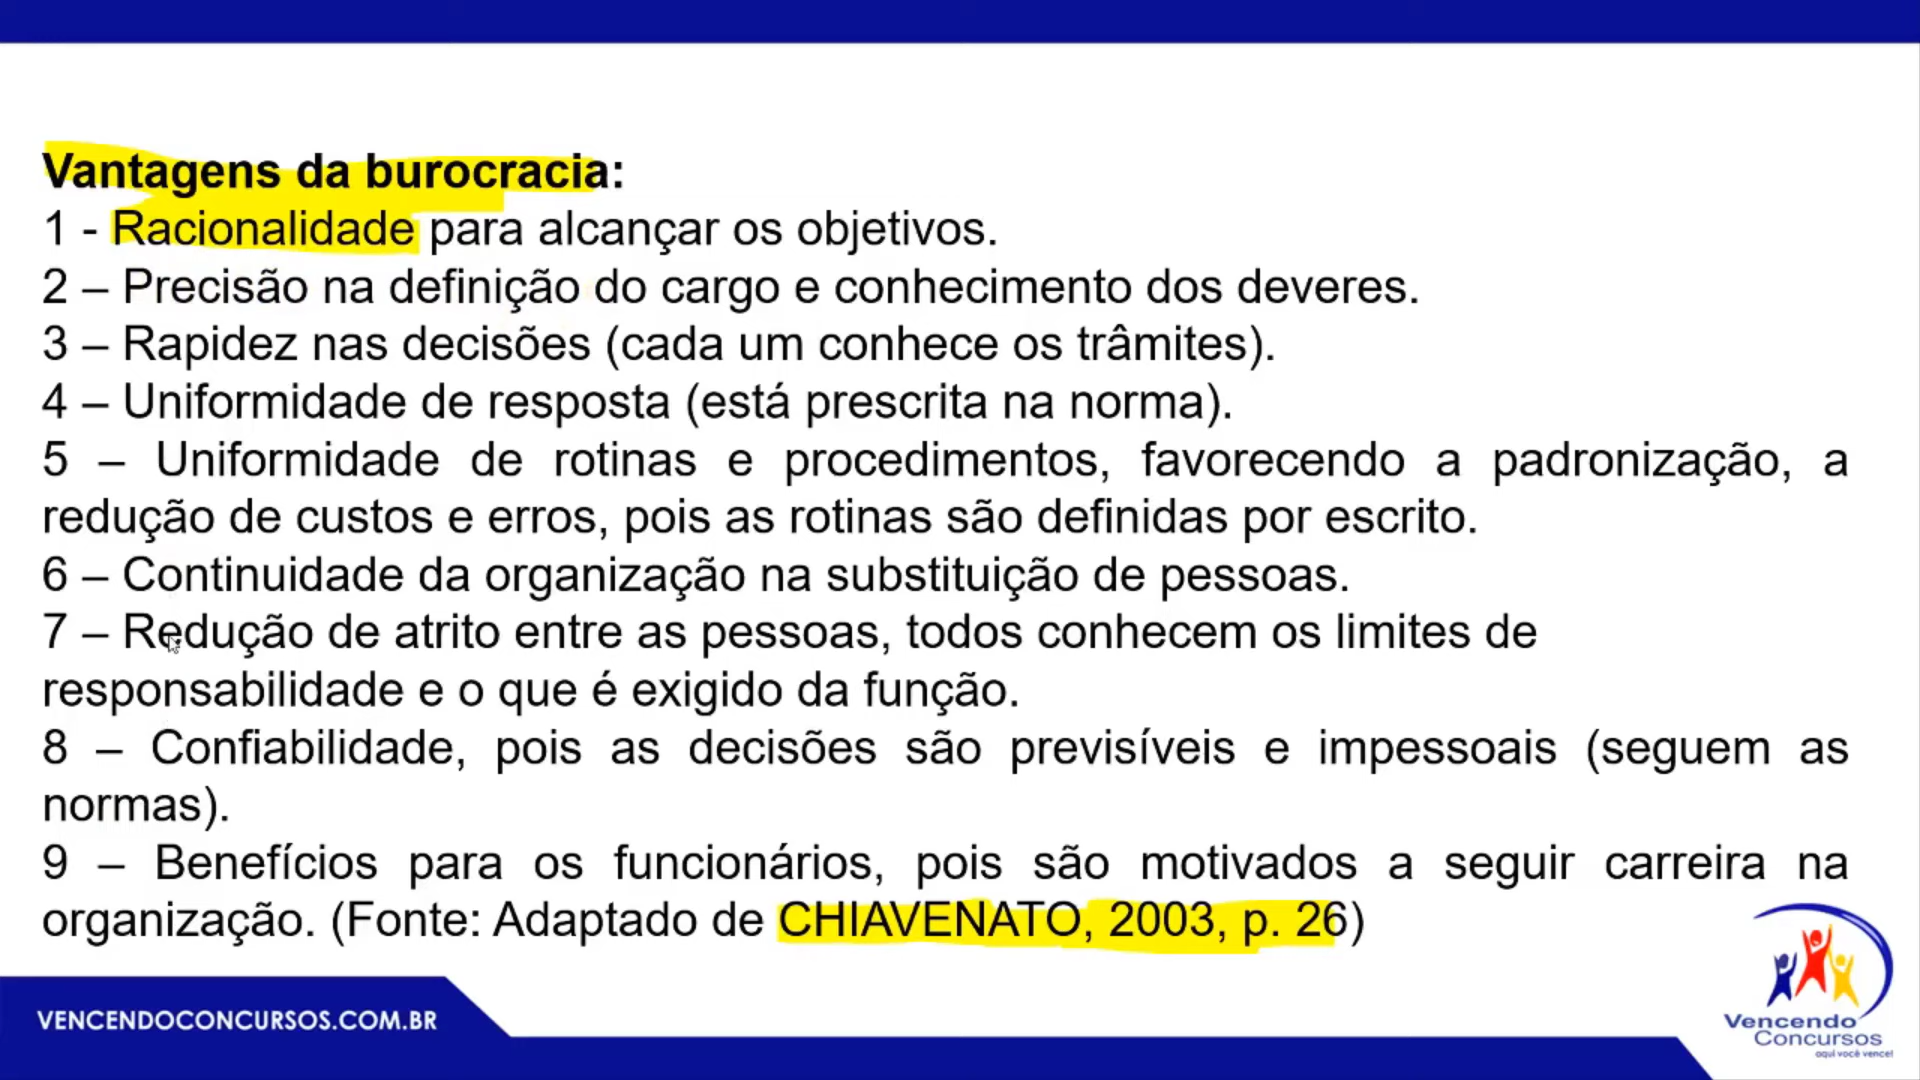 Vantagens da burocracia:
1 - Racionalidade para alcançar os objetivos.
2 – Precisão na definição do cargo e conhecimento dos deveres.
3 – Rapidez nas decisões (cada um conhece os trâmites).
4 – Uniformidade de resposta (está prescrita na norma).
5 – Uniformidade de rotinas e procedimentos, favorecendo a padronização, a
redução de custos e erros, pois as rotinas são definidas por escrito.
6 – Continuidade da organização na substituição de pessoas.
7 – Redução de atrito entre as pessoas, todos conhecem os limites de
responsabilidade e o que é exigido da função.
8 – Confiabilidade, pois as decisões são previsíveis e impessoais (seguem as
normas).
9 – Benefícios para os funcionários, pois são motivados a seguir carreira na
organização. (Fonte: Adaptado de CHIAVENATO, 2003, p. 26)
VENCENDOCONCURSOS.COM.BR
Vencendo
Concursos
aqui você vence!